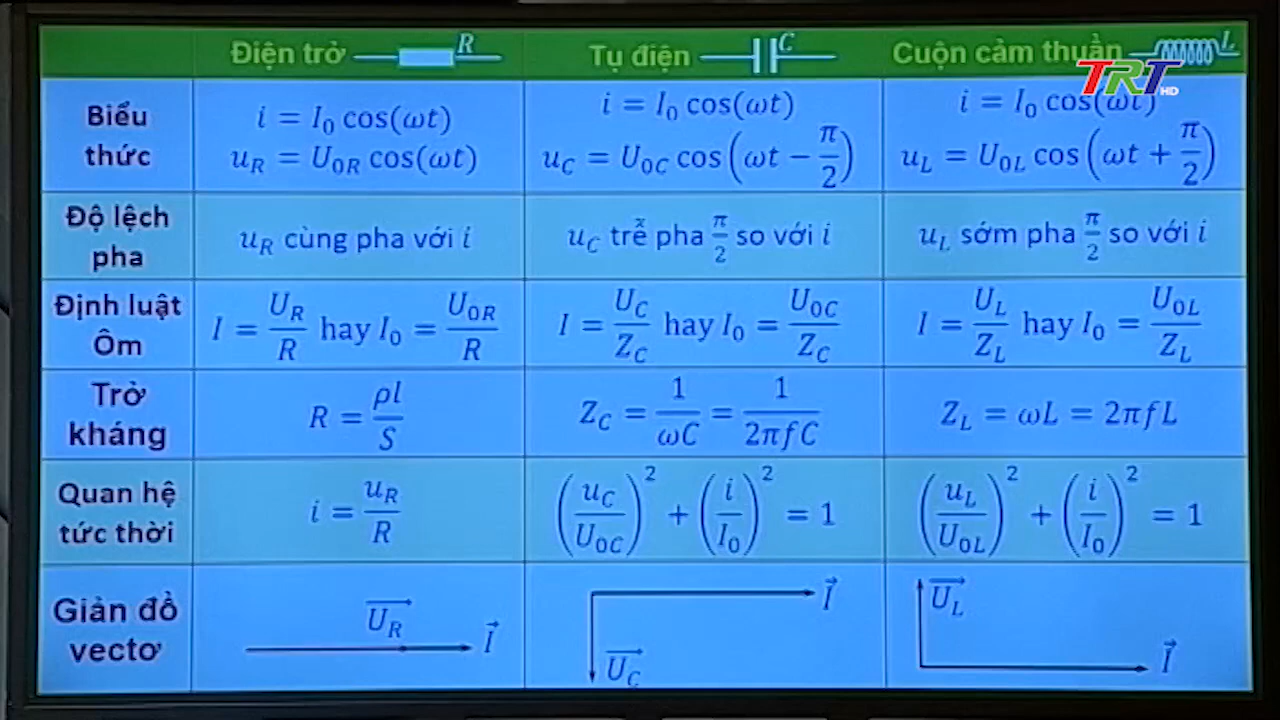 Điện trở R Tụ điện C Cuộn cảm thuần L
TRT HD
Biểu thức
i = I₀ cos(ωt)
u_R = U₀R cos(ωt)
i = I₀ cos(ωt)
u_C = U₀C cos(ωt − π/2)
i = I₀ cos(ωt)
u_L = U₀L cos(ωt + π/2)
Độ lệch pha
u_R cùng pha với i
u_C trễ pha π/2 so với i
u_L sớm pha π/2 so với i
Định luật Ôm
I = U_R/R hay I₀ = U₀R/R
I = U_C/Z_C hay I₀ = U₀C/Z_C
I = U_L/Z_L hay I₀ = U₀L/Z_L
Trở kháng
R = ρl/S
Z_C = 1/ωC = 1/2πfC
Z_L = ωL = 2πfL
Quan hệ tức thời
i = u_R/R
(u_C/U₀C)² + (i/I₀)² = 1
(u_L/U₀L)² + (i/I₀)² = 1
Giản đồ vectơ
U_R⃗ I⃗
I⃗
U_C⃗
U_L⃗
I⃗